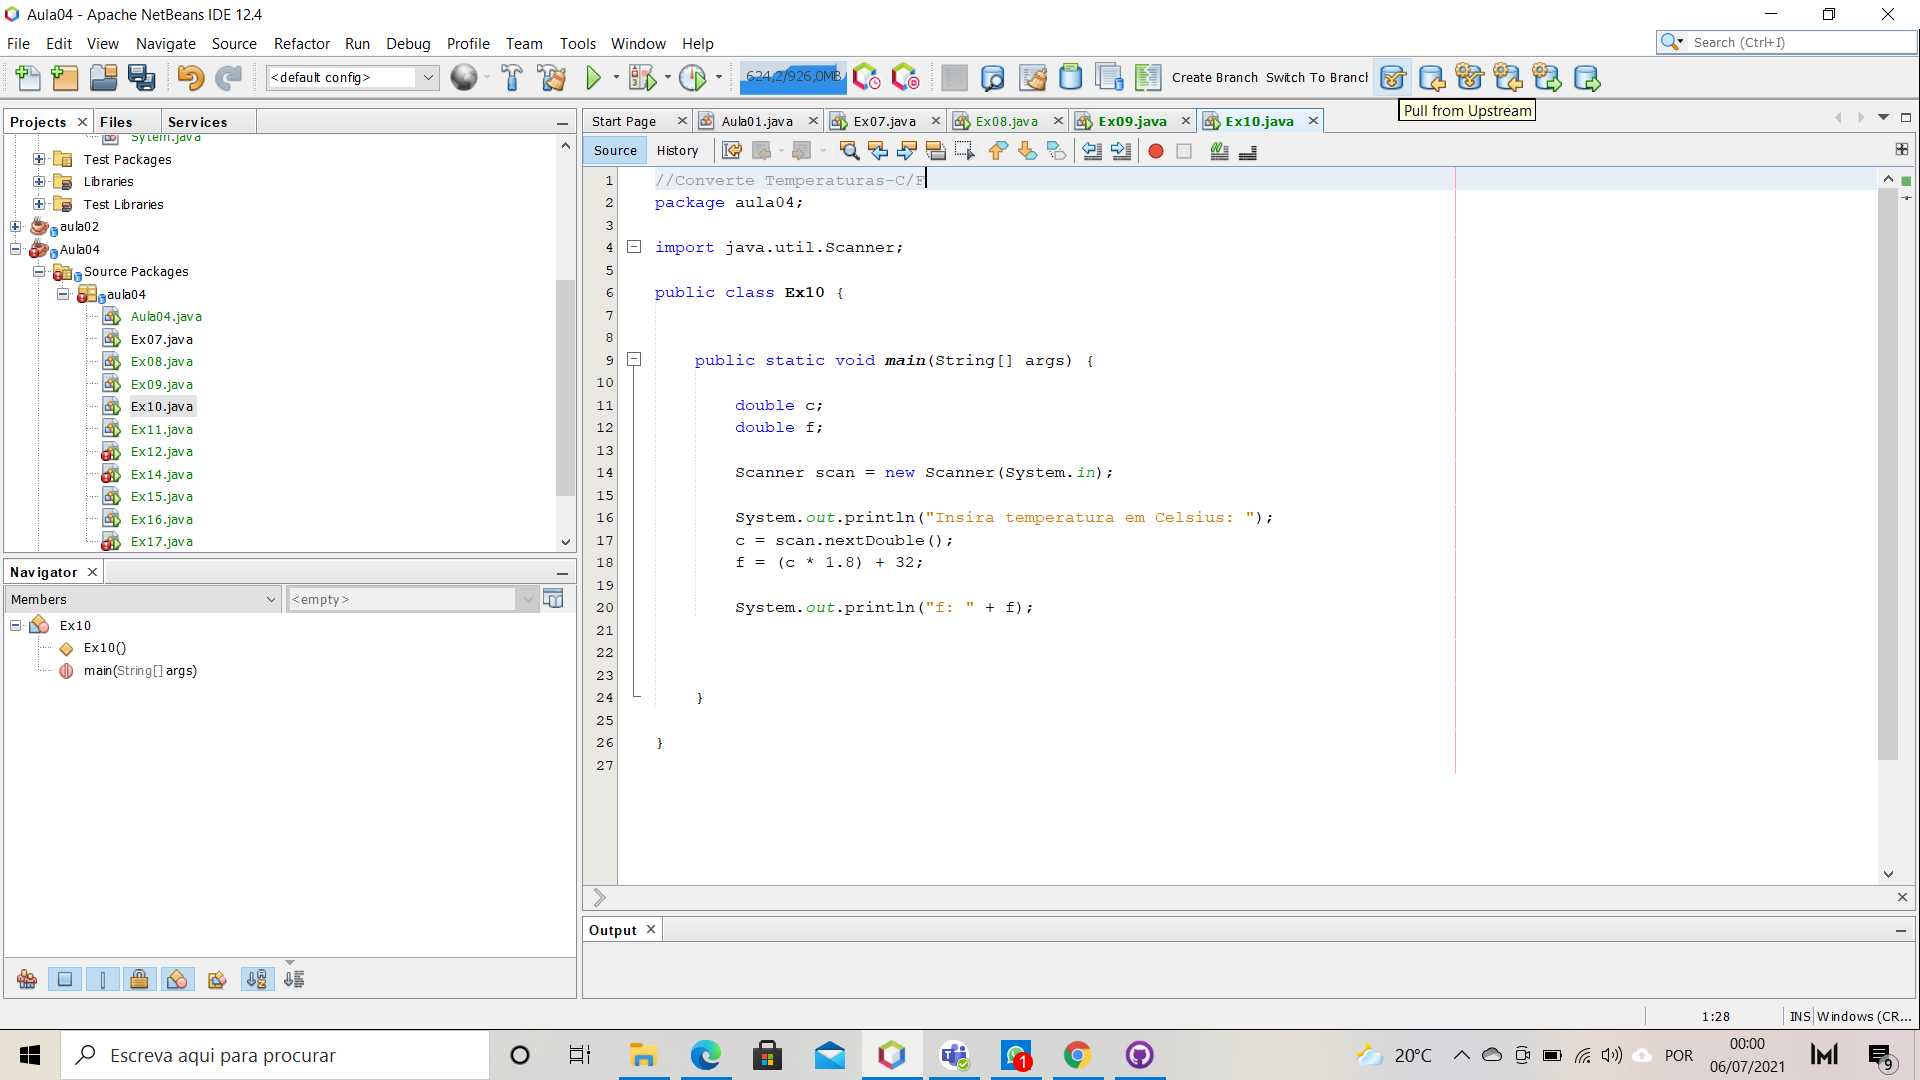 Aula04 - Apache NetBeans IDE 12.4
File Edit View Navigate Source Refactor Run Debug Profile Team Tools Window Help
Search (Ctrl+I)
<default config>
624,2/926,0MB
Create Branch Switch To Branch
Pull from Upstream
Projects Files Services
Sytem.java
Test Packages
Libraries
Test Libraries
aula02
Aula04
Source Packages
aula04
Aula04.java
Ex07.java
Ex08.java
Ex09.java
Ex10.java
Ex11.java
Ex12.java
Ex14.java
Ex15.java
Ex16.java
Ex17.java
Navigator
Members
<empty>
Ex10
Ex10()
main(String[] args)
Start Page Aula01.java Ex07.java Ex08.java Ex09.java Ex10.java
Source History
1 //Converte Temperaturas-C/F
2 package aula04;
3
4 import java.util.Scanner;
5
6 public class Ex10 {
7
8
9 public static void main(String[] args) {
10
11 double c;
12 double f;
13
14 Scanner scan = new Scanner(System.in);
15
16 System.out.println("Insira temperatura em Celsius: ");
17 c = scan.nextDouble();
18 f = (c * 1.8) + 32;
19
20 System.out.println("f: " + f);
21
22
23
24 }
25
26 }
27
Output
1:28 INS Windows (CR...
Escreva aqui para procurar
1
20°C
POR
00:00
06/07/2021
9